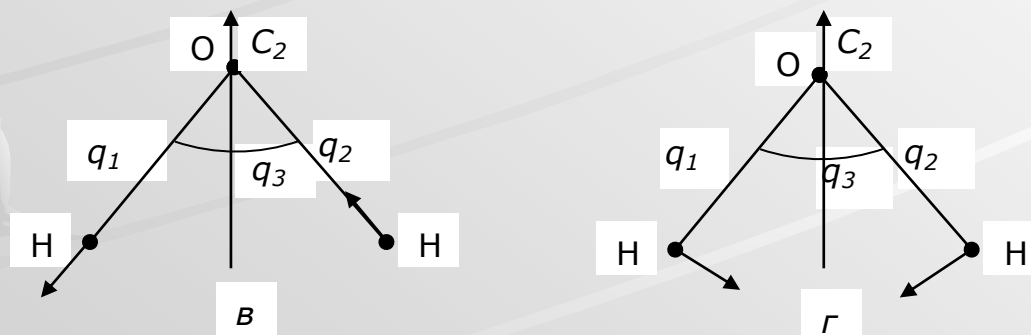 O C₂
q₁ q₂
q₃
H H
в
O C₂
q₁ q₂
q₃
H H
г